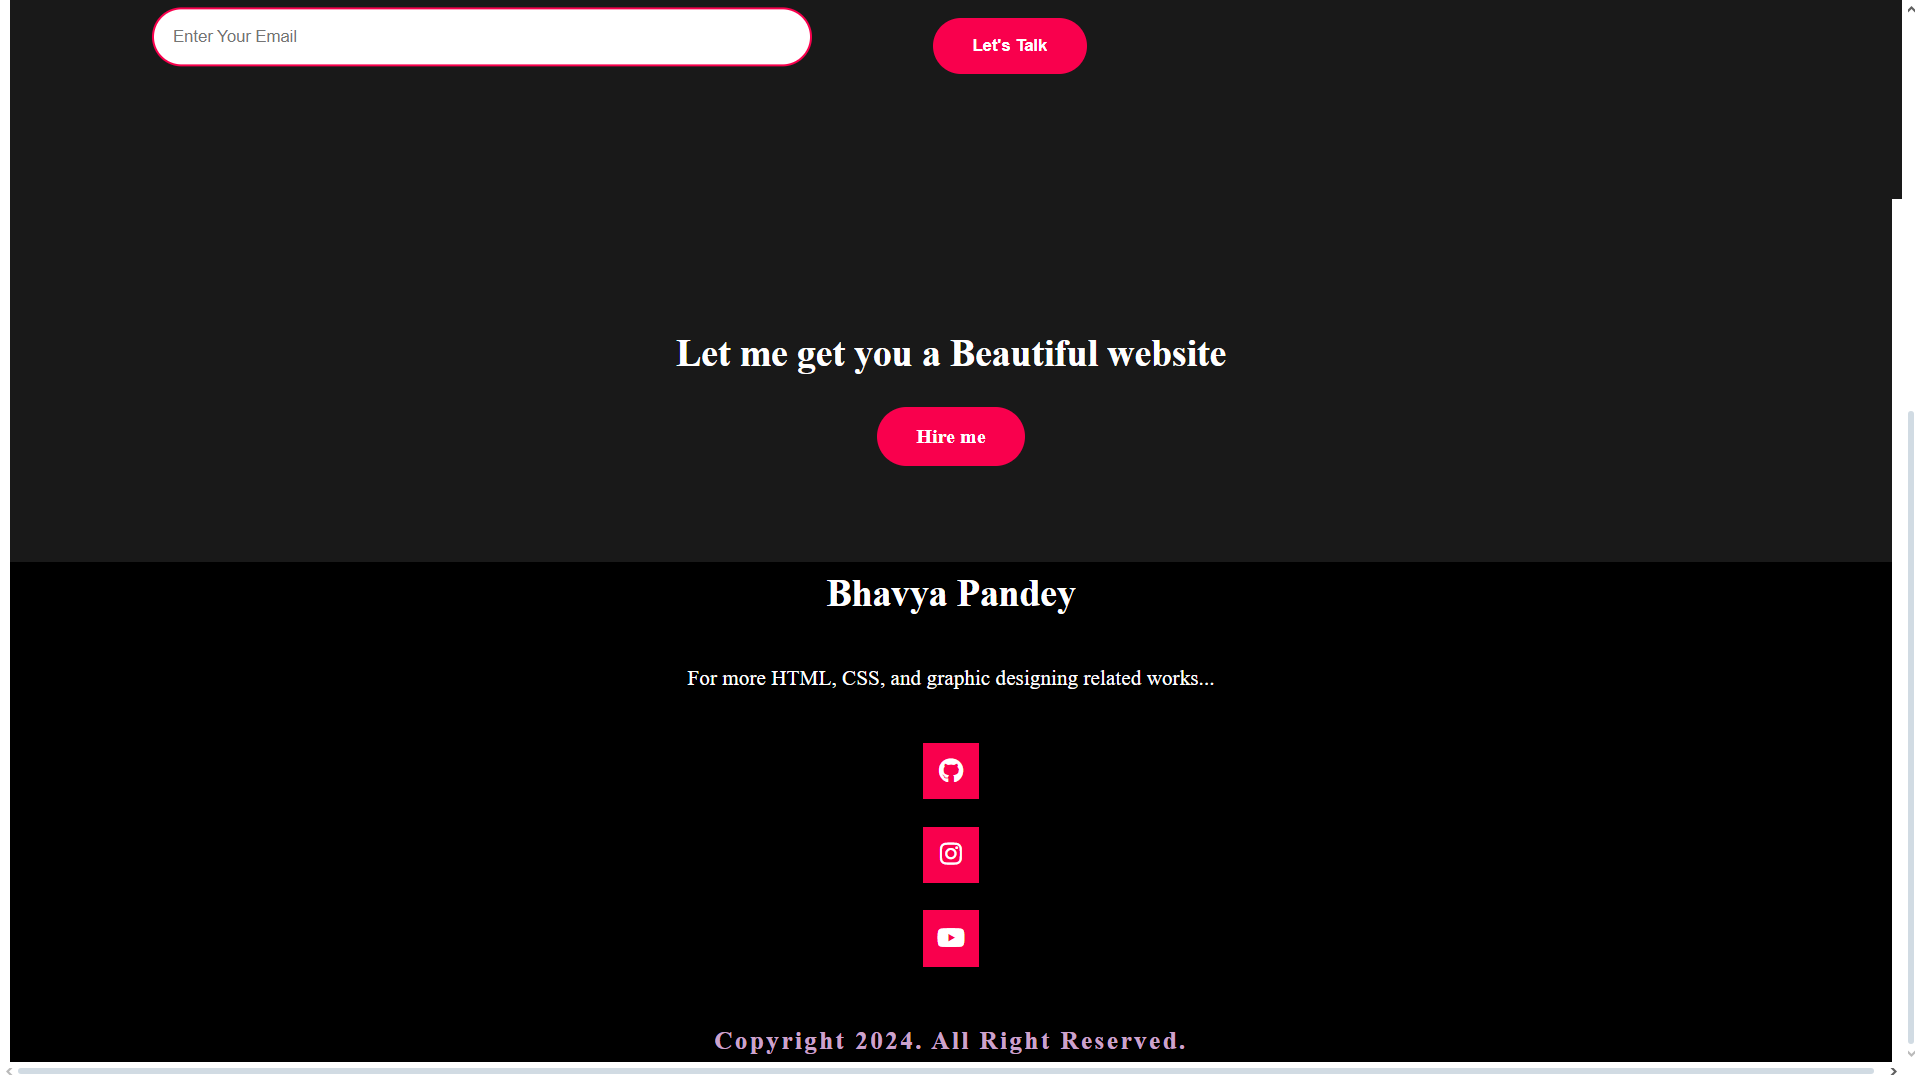 Enter Your Email
Let's Talk
Let me get you a Beautiful website
Hire me
Bhavya Pandey
For more HTML, CSS, and graphic designing related works...
Copyright 2024. All Right Reserved.